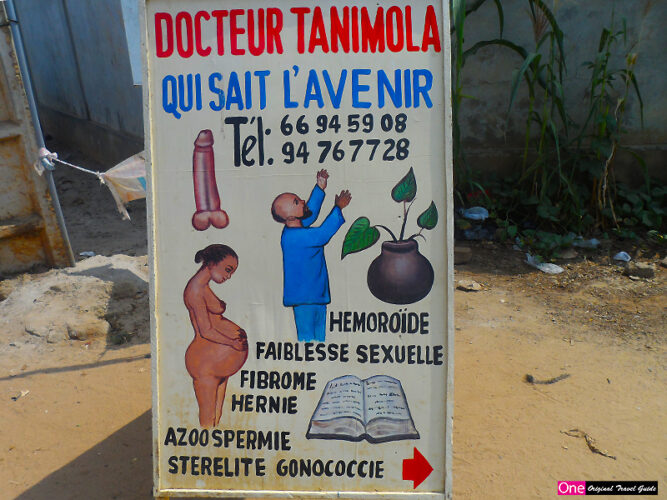 DOCTEUR TANIMOLA
QUI SAIT L'AVENIR
Tél: 66 94 59 08
94 76 77 28
HEMOROÏDE
FAIBLESSE SEXUELLE
FIBROME
HERNIE
AZOOSPERMIE
STERELITE GONOCOCCIE
One Original Travel Guide